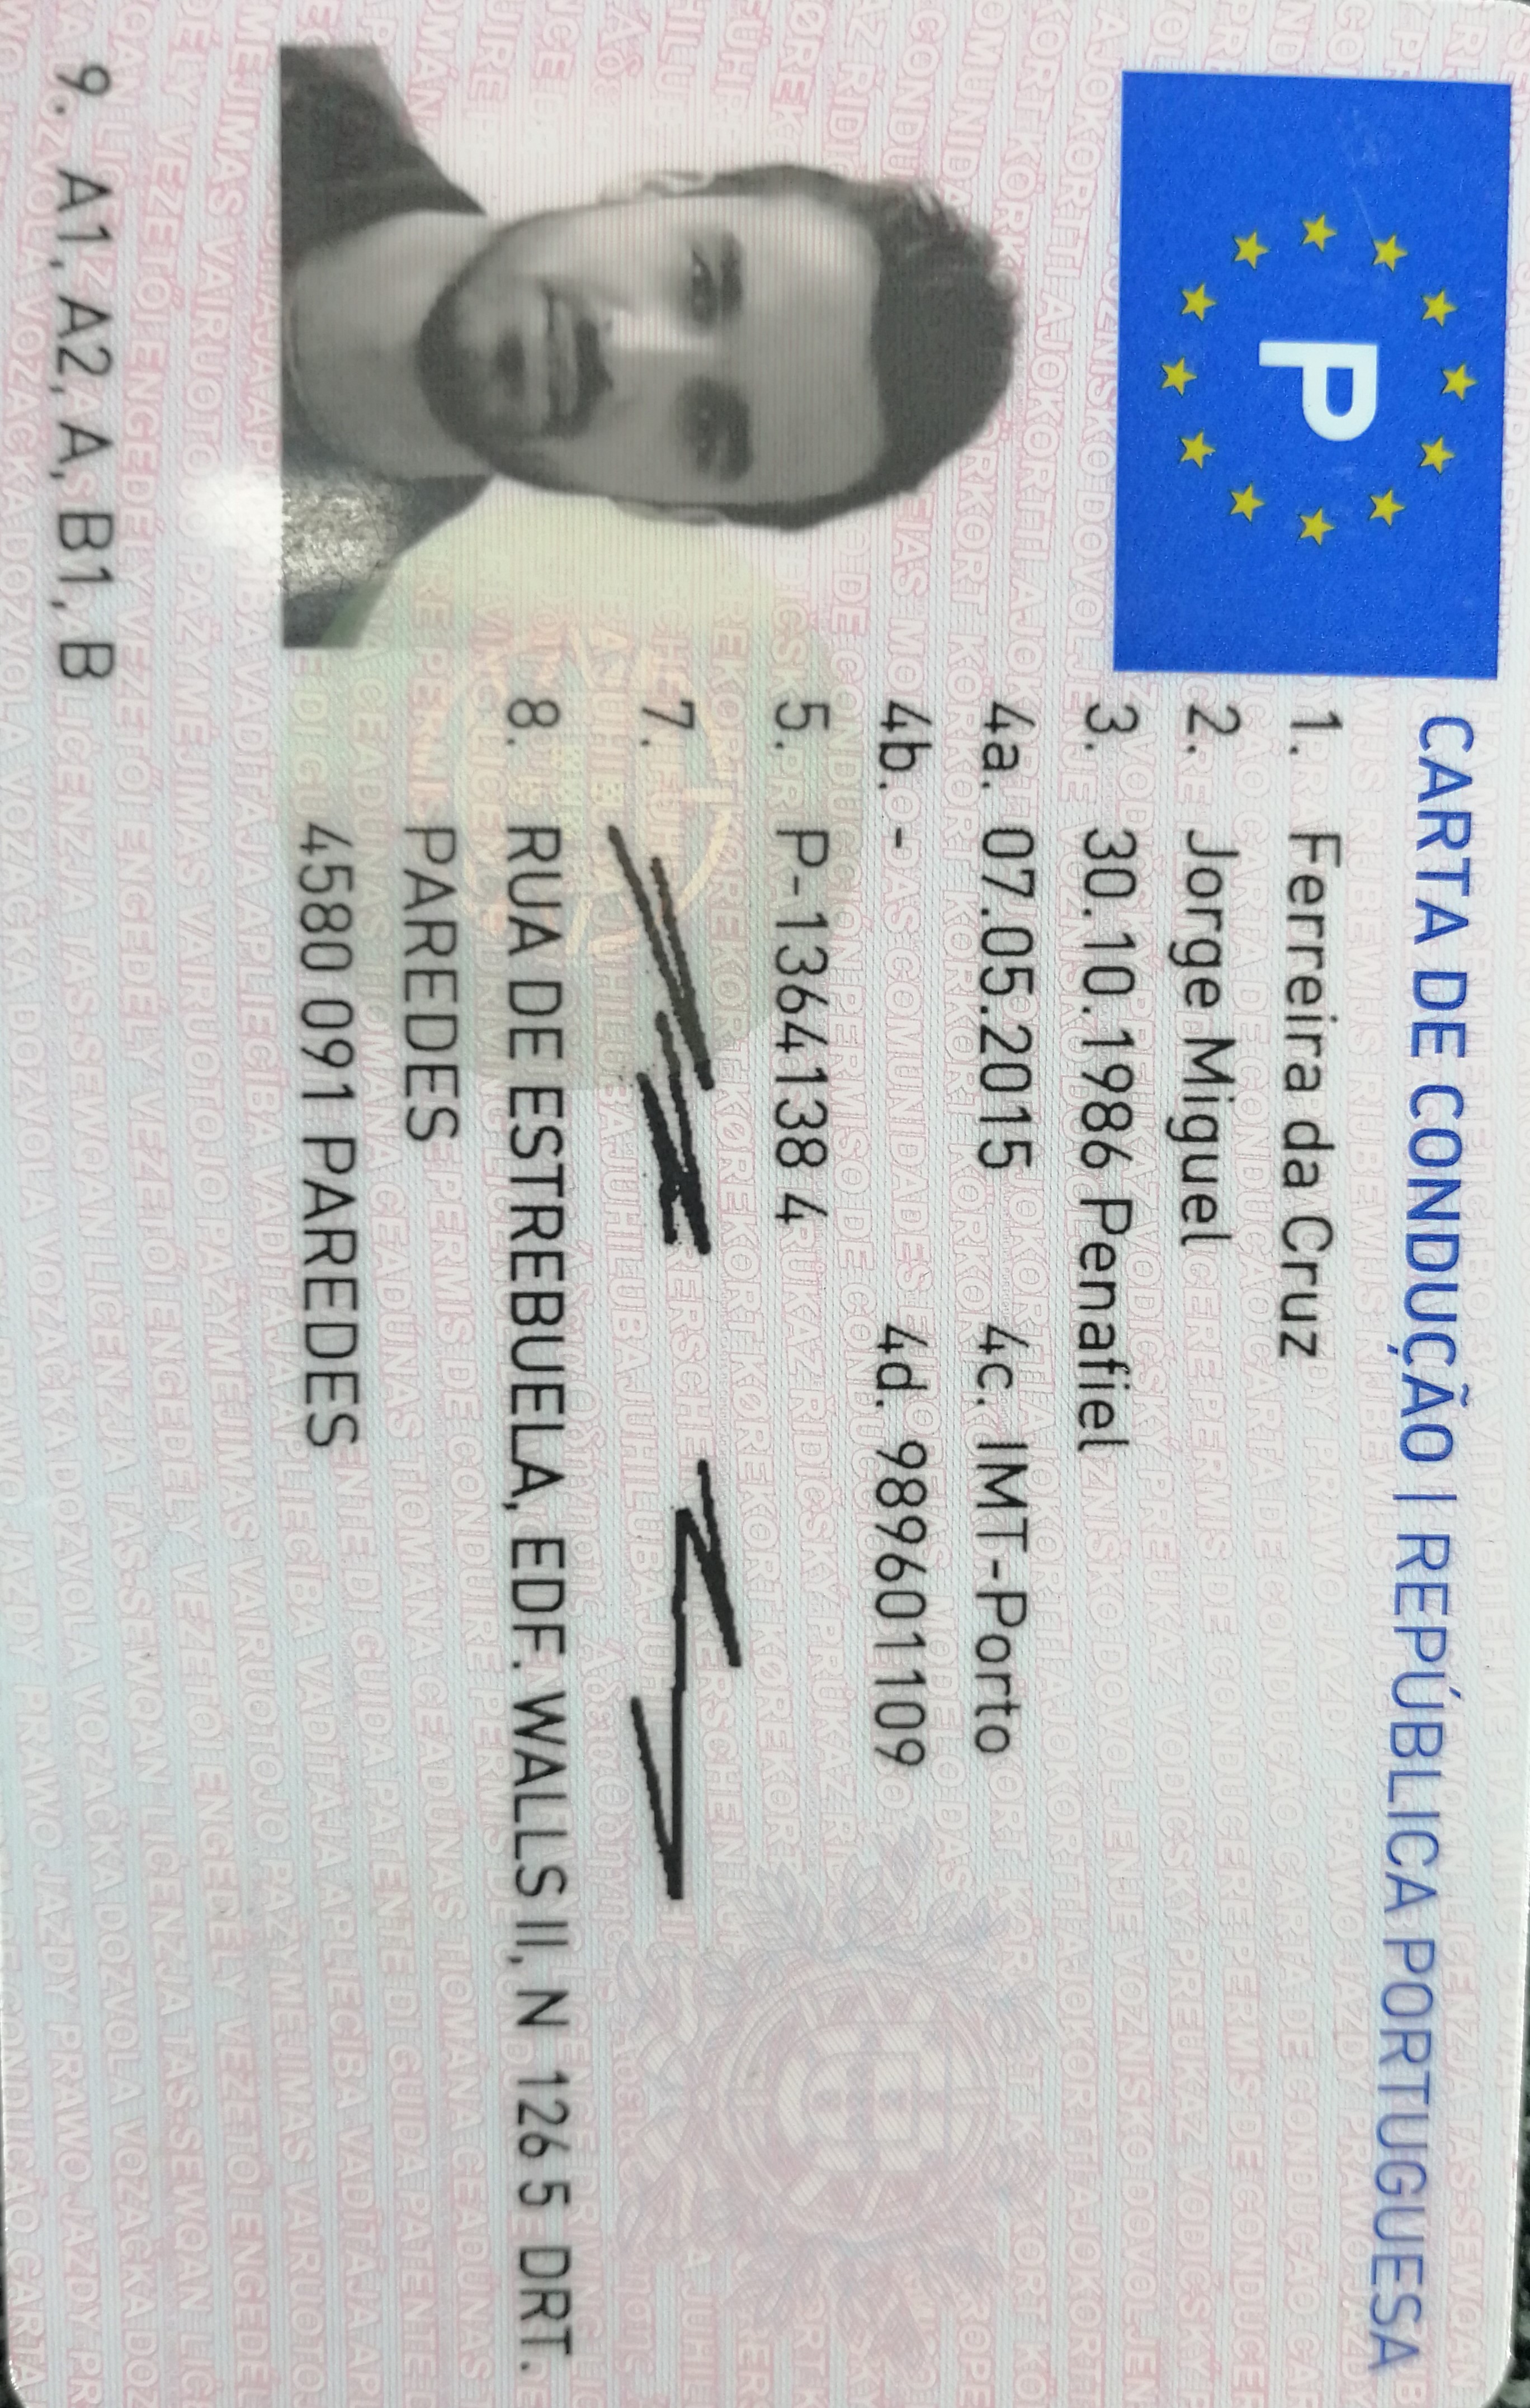 CARTA DE CONDUÇÃO | REPÚBLICA PORTUGUESA
P
1. Ferreira da Cruz
2. Jorge Miguel
3. 30.10.1986 Penafiel
4a. 07.05.2015 4c. IMT-Porto
4b. - 4d. 989601109
5. P-1364138 4
7.
8. RUA DE ESTREBUELA, EDF. WALLS II, N 126 5 DRT.
PAREDES
4580 091 PAREDES
9. A1, A2, A, B1, B